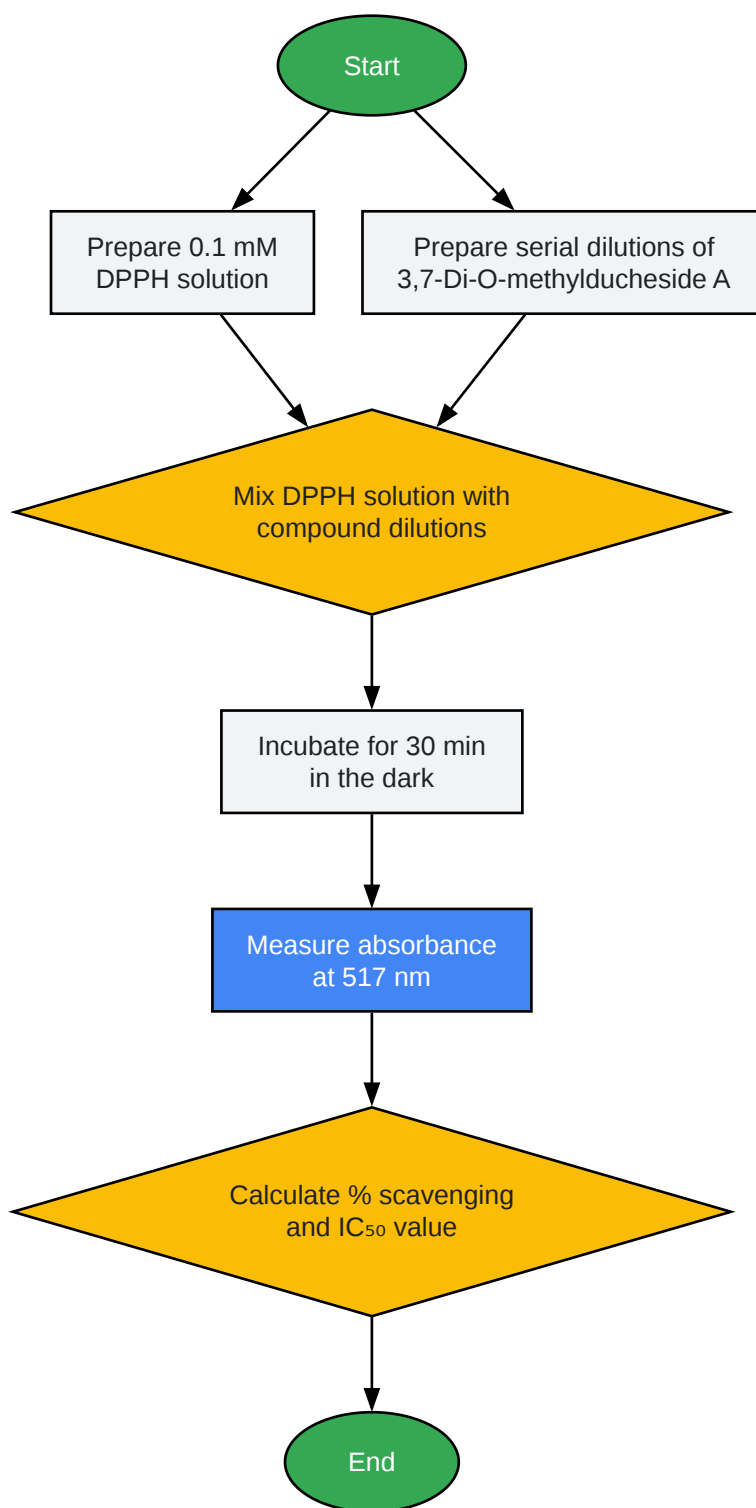 Start
Prepare 0.1 mM
DPPH solution
Prepare serial dilutions of
3,7-Di-O-methylducheside A
Mix DPPH solution with
compound dilutions
Incubate for 30 min
in the dark
Measure absorbance
at 517 nm
Calculate % scavenging
and IC₅₀ value
End